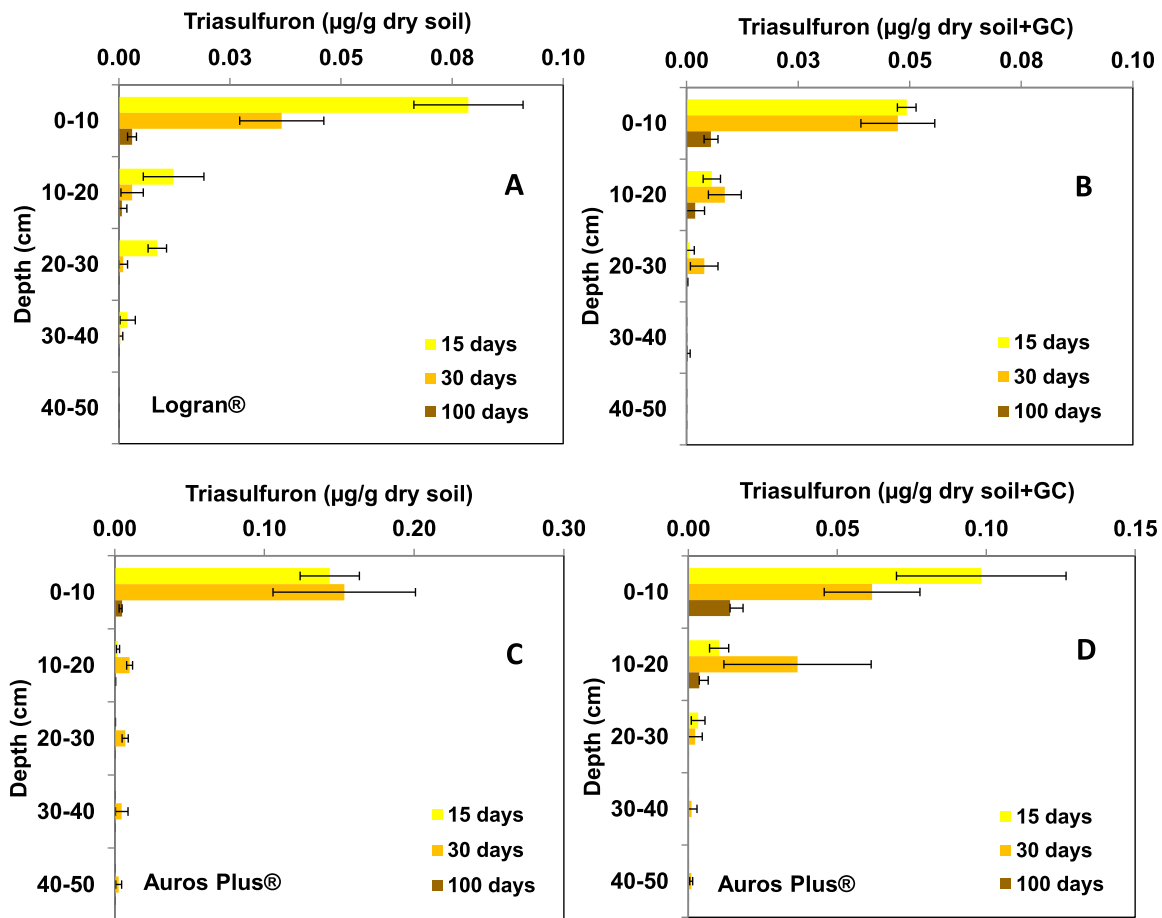 Triasulfuron (µg/g dry soil)
0.00 0.03 0.05 0.08 0.10
Depth (cm)
0-10
10-20
20-30
30-40
40-50
A
15 days
30 days
100 days
Logran®
Triasulfuron (µg/g dry soil+GC)
0.00 0.03 0.05 0.08 0.10
Depth (cm)
0-10
10-20
20-30
30-40
40-50
B
15 days
30 days
100 days
Triasulfuron (µg/g dry soil)
0.00 0.10 0.20 0.30
Depth (cm)
0-10
10-20
20-30
30-40
40-50
C
15 days
30 days
100 days
Auros Plus®
Triasulfuron (µg/g dry soil+GC)
0.00 0.05 0.10 0.15
Depth (cm)
0-10
10-20
20-30
30-40
40-50
D
15 days
30 days
100 days
Auros Plus®